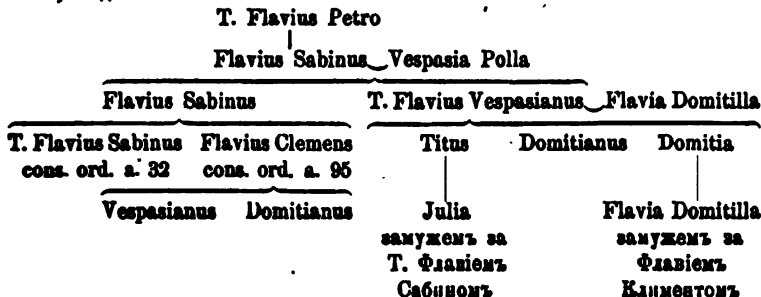 T. Flavius Petro
Flavius Sabinus Vespasia Polla
Flavius Sabinus T. Flavius Vespasianus Flavia Domitilla
T. Flavius Sabinus Flavius Clemens Titus Domitianus Domitia
cons. ord. a. 32 cons. ord. a. 95
Vespasianus Domitianus Julia Flavia Domitilla
замужемъ за замужемъ за
Т. Флавіемъ Флавіемъ
Сабиномъ Климентомъ